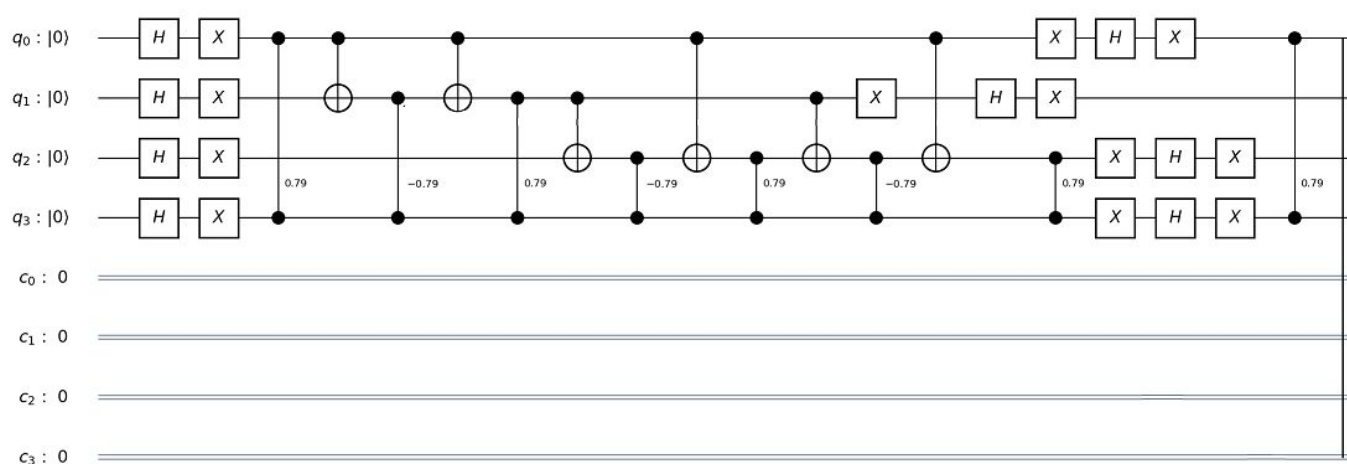 q0 : |0⟩ H X X H X
q1 : |0⟩ H X X H X
q2 : |0⟩ H X X H X
0.79 −0.79 0.79 −0.79 0.79 −0.79 0.79 0.79
q3 : |0⟩ H X X H X
c0 : 0
c1 : 0
c2 : 0
c3 : 0